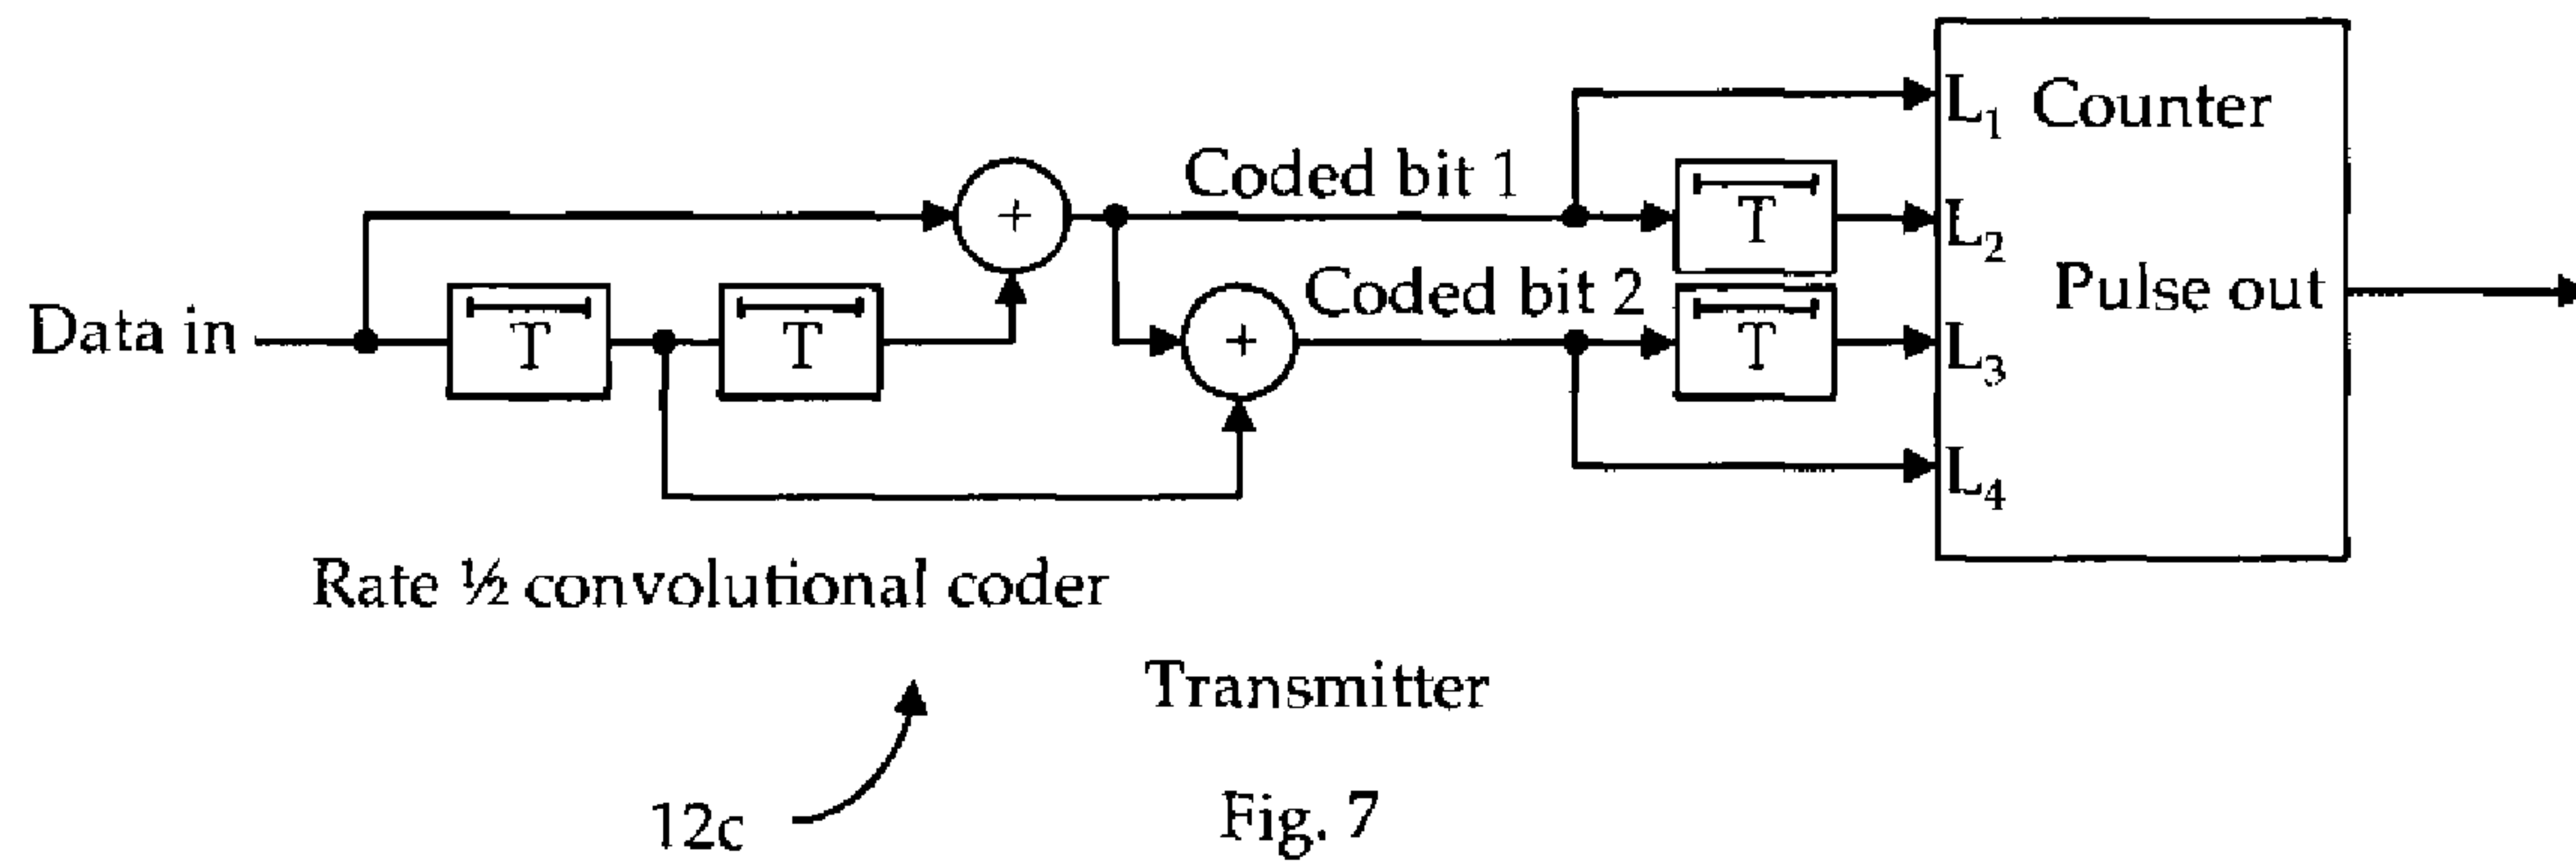 L₁ Counter
Coded bit 1
T
L₂
Data in
T
T
Coded bit 2
T
L₃
Pulse out
L₄
Rate ½ convolutional coder
Transmitter
12c
Fig. 7